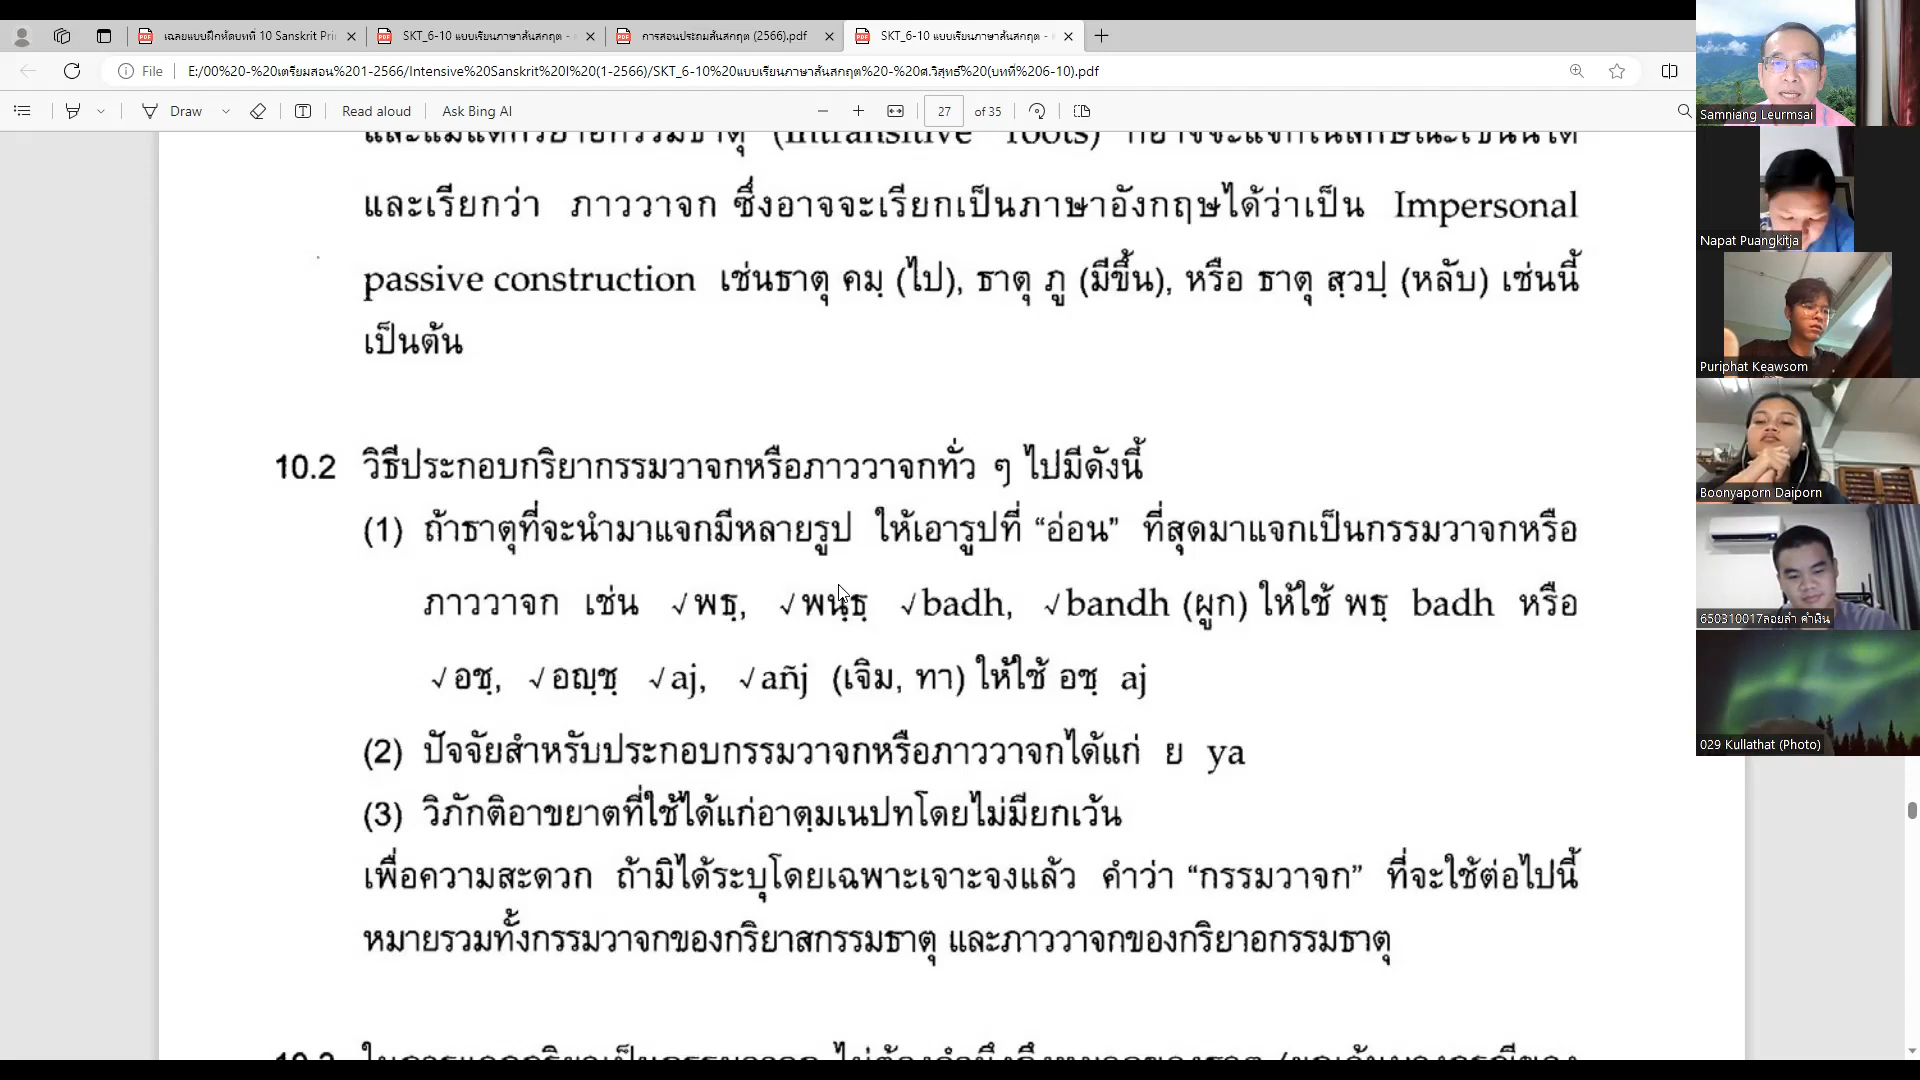 เฉลยแบบฝึกหัดบทที่ 10 Sanskrit Pri
SKT_6-10 แบบเรียนภาษาสันสกฤต -
การสอนประถมสันสกฤต (2566).pdf
SKT_6-10 แบบเรียนภาษาสันสกฤต -
File
E:/00%20-%20เตรียมสอน%201-2566/Intensive%20Sanskrit%20I%20(1-2566)/SKT_6-10%20แบบเรียนภาษาสันสกฤต%20-%20ศ.วิสุทธ์%20(บทที่%206-10).pdf
Draw
Read aloud
Ask Bing AI
27 of 35
และเรียกว่า ภาววาจก ซึ่งอาจจะเรียกเป็นภาษาอังกฤษได้ว่าเป็น Impersonal
passive construction เช่นธาตุ คมฺ (ไป), ธาตุ ภู (มีขึ้น), หรือ ธาตุ สฺวปฺ (หลับ) เช่นนี้
เป็นต้น
10.2 วิธีประกอบกริยากรรมวาจกหรือภาววาจกทั่ว ๆ ไปมีดังนี้
(1) ถ้าธาตุที่จะนำมาแจกมีหลายรูป ให้เอารูปที่ “อ่อน” ที่สุดมาแจกเป็นกรรมวาจกหรือ
ภาววาจก เช่น √พธฺ, √พนฺธฺ √badh, √bandh (ผูก) ให้ใช้ พธฺ badh หรือ
√อชฺ, √อญฺชฺ √aj, √añj (เจิม, ทา) ให้ใช้ อชฺ aj
(2) ปัจจัยสำหรับประกอบกรรมวาจกหรือภาววาจกได้แก่ ย ya
(3) วิภักติอาขยาตที่ใช้ได้แก่อาตฺมเนปทโดยไม่มียกเว้น
เพื่อความสะดวก ถ้ามิได้ระบุโดยเฉพาะเจาะจงแล้ว คำว่า “กรรมวาจก” ที่จะใช้ต่อไปนี้
หมายรวมทั้งกรรมวาจกของกริยาสกรรมธาตุ และภาววาจกของกริยาอกรรมธาตุ
Samniang Leurmsai
Napat Puangkitja
Puriphat Keawsom
Boonyaporn Daiporn
650310017ลอยลำ คำฝัน
029 Kullathat (Photo)